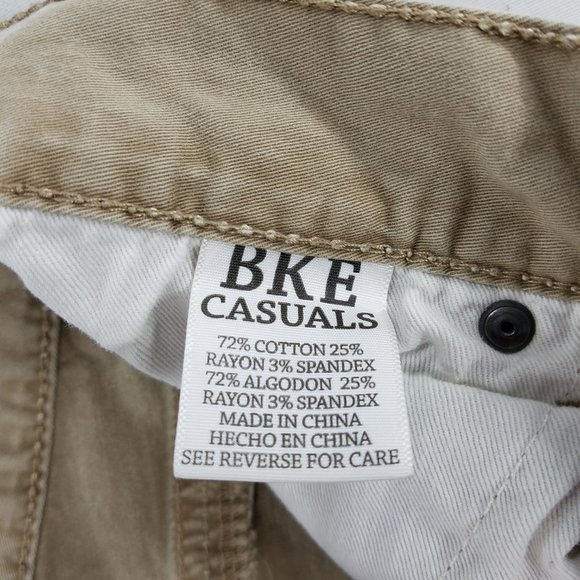 BKE
CASUALS
72% COTTON 25%
RAYON 3% SPANDEX
72% ALGODON 25%
RAYON 3% SPANDEX
MADE IN CHINA
HECHO EN CHINA
SEE REVERSE FOR CARE